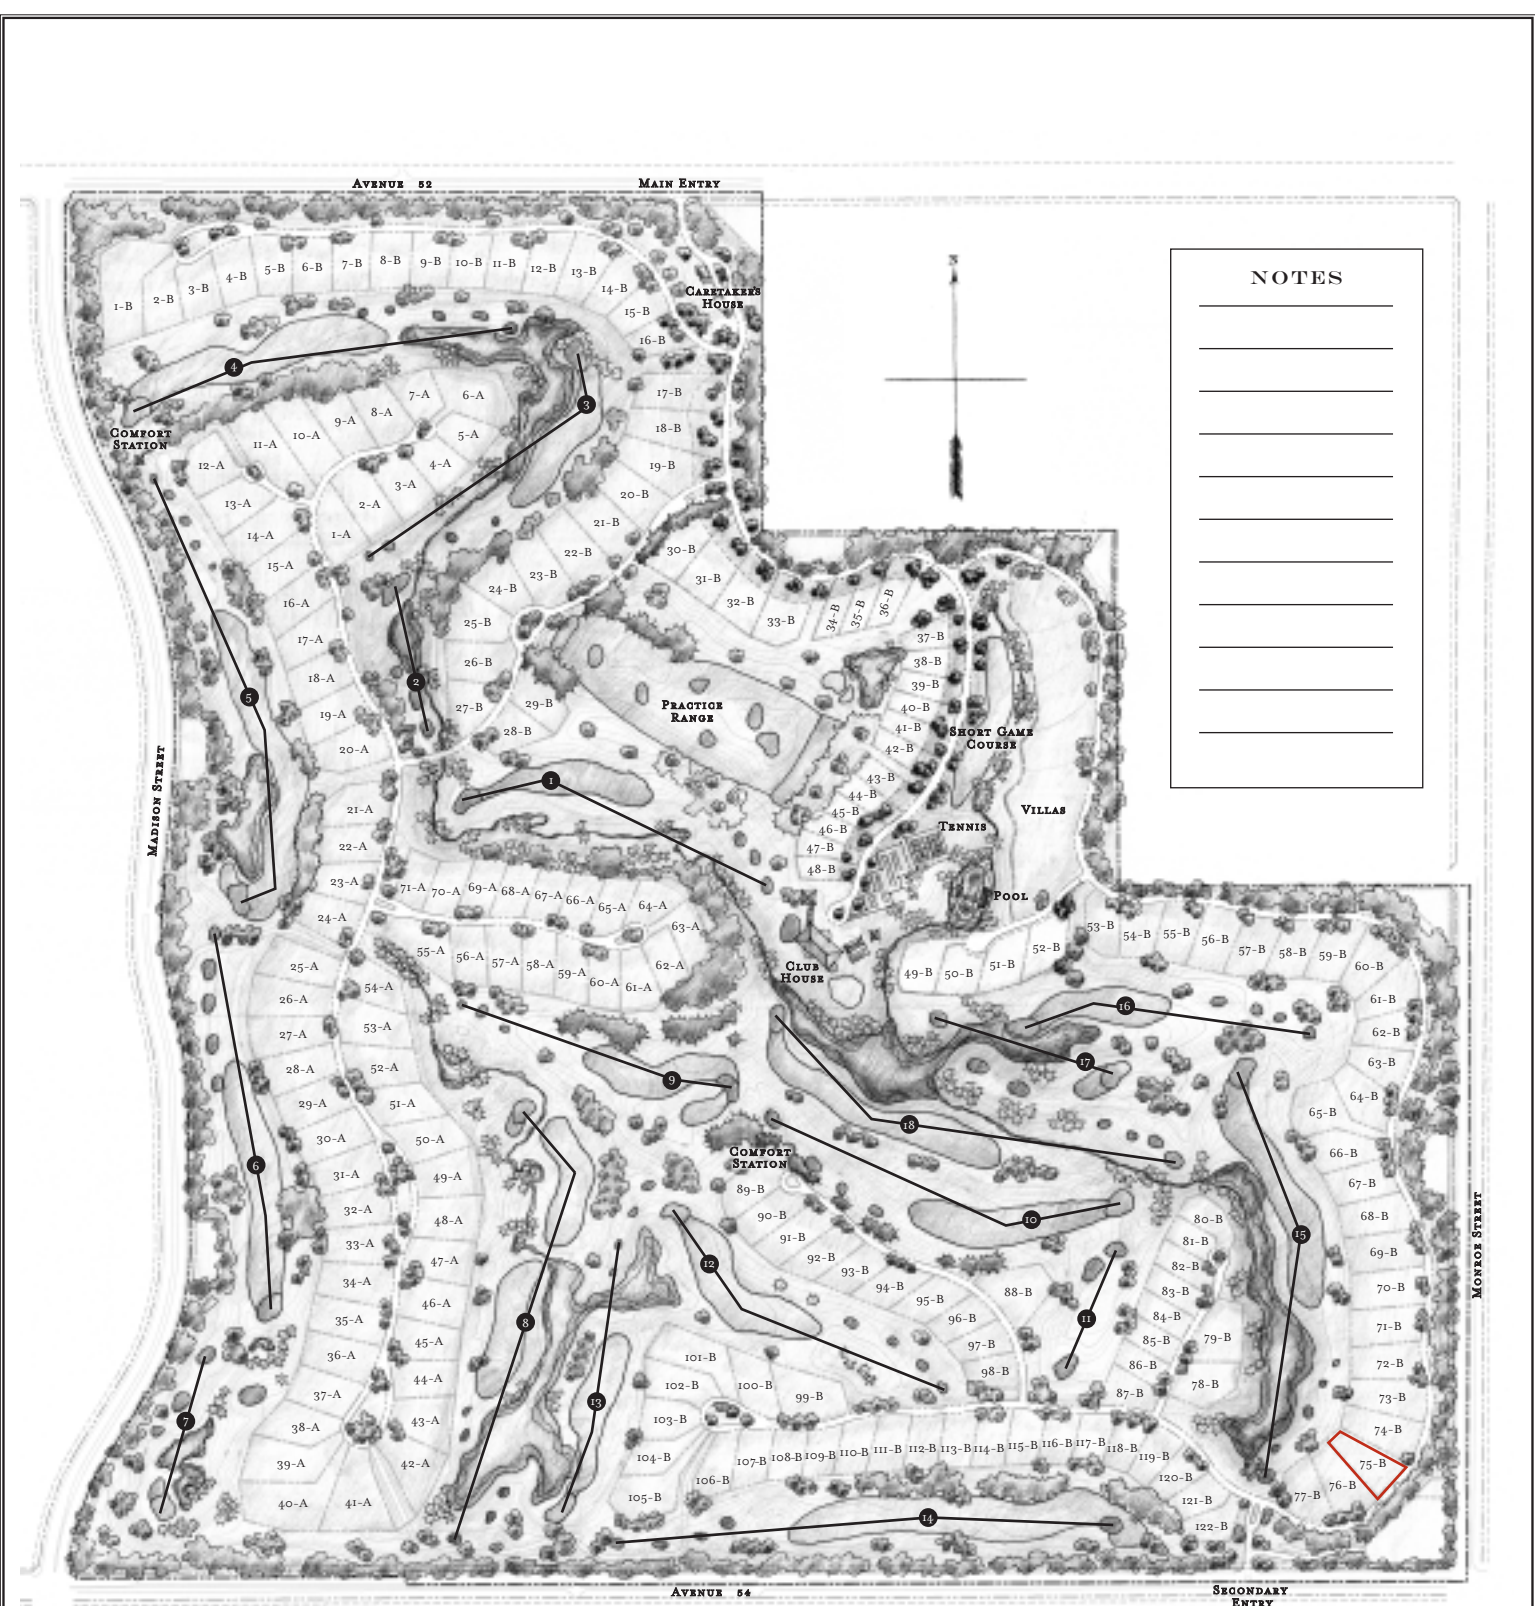 AVENUE 52
MAIN ENTRY
NOTES
N
CARETAKER'S
HOUSE
1-B
2-B
3-B
4-B
5-B
6-B
7-B
8-B
9-B
10-B
11-B
12-B
13-B
14-B
15-B
16-B
17-B
18-B
19-B
20-B
21-B
22-B
23-B
24-B
25-B
26-B
27-B
28-B
29-B
4
3
COMFORT
STATION
7-A
6-A
8-A
9-A
10-A
11-A
12-A
5-A
4-A
3-A
2-A
1-A
13-A
14-A
15-A
16-A
17-A
18-A
19-A
20-A
21-A
22-A
23-A
24-A
5
2
30-B
31-B
32-B
33-B
34-B
35-B
36-B
37-B
38-B
39-B
40-B
41-B
42-B
43-B
44-B
45-B
46-B
47-B
48-B
PRACTICE
RANGE
SHORT GAME
COURSE
VILLAS
TENNIS
POOL
MADISON STREET
1
71-A
70-A
69-A
68-A
67-A
66-A
65-A
64-A
63-A
62-A
61-A
60-A
59-A
58-A
57-A
56-A
55-A
54-A
53-A
52-A
51-A
50-A
49-A
48-A
47-A
46-A
45-A
44-A
43-A
42-A
25-A
26-A
27-A
28-A
29-A
30-A
31-A
32-A
33-A
34-A
35-A
36-A
37-A
38-A
39-A
40-A
41-A
CLUB
HOUSE
49-B
50-B
51-B
52-B
53-B
54-B
55-B
56-B
57-B
58-B
59-B
60-B
61-B
62-B
63-B
64-B
65-B
66-B
67-B
68-B
69-B
70-B
71-B
72-B
73-B
74-B
75-B
76-B
77-B
16
17
9
18
6
COMFORT
STATION
10
15
12
11
8
13
7
14
89-B
90-B
91-B
92-B
93-B
94-B
95-B
96-B
97-B
98-B
88-B
80-B
81-B
82-B
83-B
84-B
85-B
86-B
87-B
79-B
78-B
101-B
102-B
100-B
99-B
103-B
104-B
105-B
106-B
107-B
108-B
109-B
110-B
111-B
112-B
113-B
114-B
115-B
116-B
117-B
118-B
119-B
120-B
121-B
122-B
MONROE STREET
AVENUE 54
SECONDARY
ENTRY